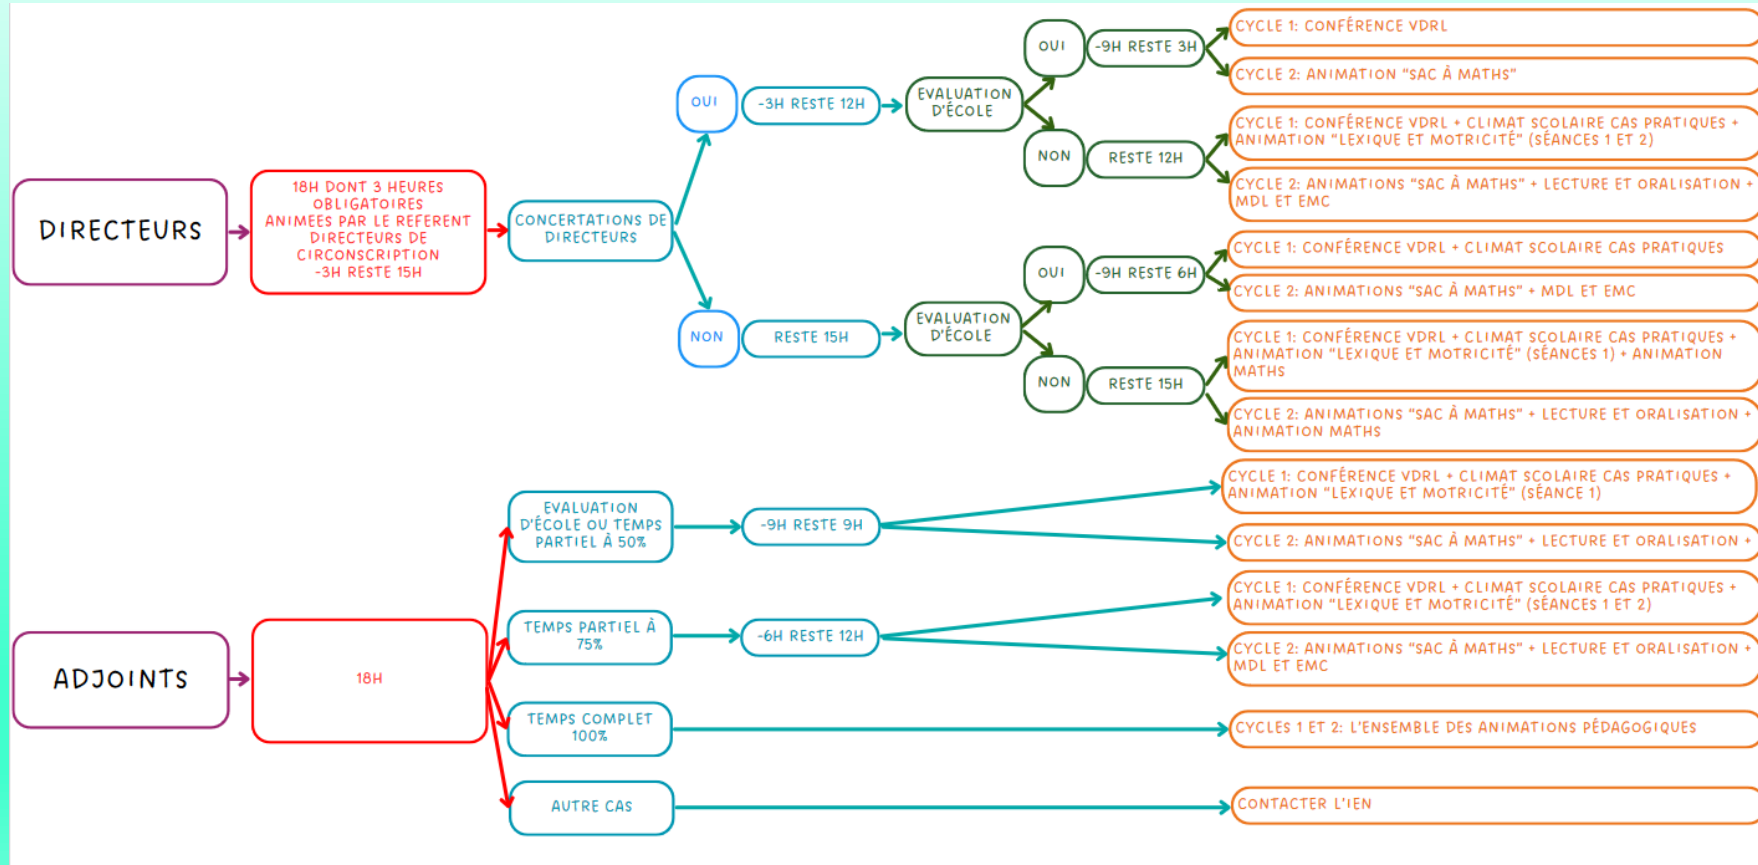 DIRECTEURS
18H DONT 3 HEURES
OBLIGATOIRES
ANIMEES PAR LE REFERENT
DIRECTEURS DE
CIRCONSCRIPTION
-3H RESTE 15H
CONCERTATIONS DE
DIRECTEURS
OUI
-3H RESTE 12H
EVALUATION
D'ÉCOLE
OUI
-9H RESTE 3H
CYCLE 1: CONFÉRENCE VDRL
CYCLE 2: ANIMATION "SAC À MATHS"
NON
RESTE 12H
CYCLE 1: CONFÉRENCE VDRL + CLIMAT SCOLAIRE CAS PRATIQUES +
ANIMATION "LEXIQUE ET MOTRICITÉ" (SÉANCES 1 ET 2)
CYCLE 2: ANIMATIONS "SAC À MATHS" + LECTURE ET ORALISATION +
MDL ET EMC
NON
RESTE 15H
EVALUATION
D'ÉCOLE
OUI
-9H RESTE 6H
CYCLE 1: CONFÉRENCE VDRL + CLIMAT SCOLAIRE CAS PRATIQUES
CYCLE 2: ANIMATIONS "SAC À MATHS" + MDL ET EMC
NON
RESTE 15H
CYCLE 1: CONFÉRENCE VDRL + CLIMAT SCOLAIRE CAS PRATIQUES +
ANIMATION "LEXIQUE ET MOTRICITÉ" (SÉANCES 1) + ANIMATION
MATHS
CYCLE 2: ANIMATIONS "SAC À MATHS" + LECTURE ET ORALISATION +
ANIMATION MATHS
ADJOINTS
18H
EVALUATION
D'ÉCOLE OU TEMPS
PARTIEL À 50%
-9H RESTE 9H
CYCLE 1: CONFÉRENCE VDRL + CLIMAT SCOLAIRE CAS PRATIQUES +
ANIMATION "LEXIQUE ET MOTRICITÉ" (SÉANCE 1)
CYCLE 2: ANIMATIONS "SAC À MATHS" + LECTURE ET ORALISATION +
TEMPS PARTIEL À
75%
-6H RESTE 12H
CYCLE 1: CONFÉRENCE VDRL + CLIMAT SCOLAIRE CAS PRATIQUES +
ANIMATION "LEXIQUE ET MOTRICITÉ" (SÉANCES 1 ET 2)
CYCLE 2: ANIMATIONS "SAC À MATHS" + LECTURE ET ORALISATION +
MDL ET EMC
TEMPS COMPLET
100%
CYCLES 1 ET 2: L'ENSEMBLE DES ANIMATIONS PÉDAGOGIQUES
AUTRE CAS
CONTACTER L'IEN